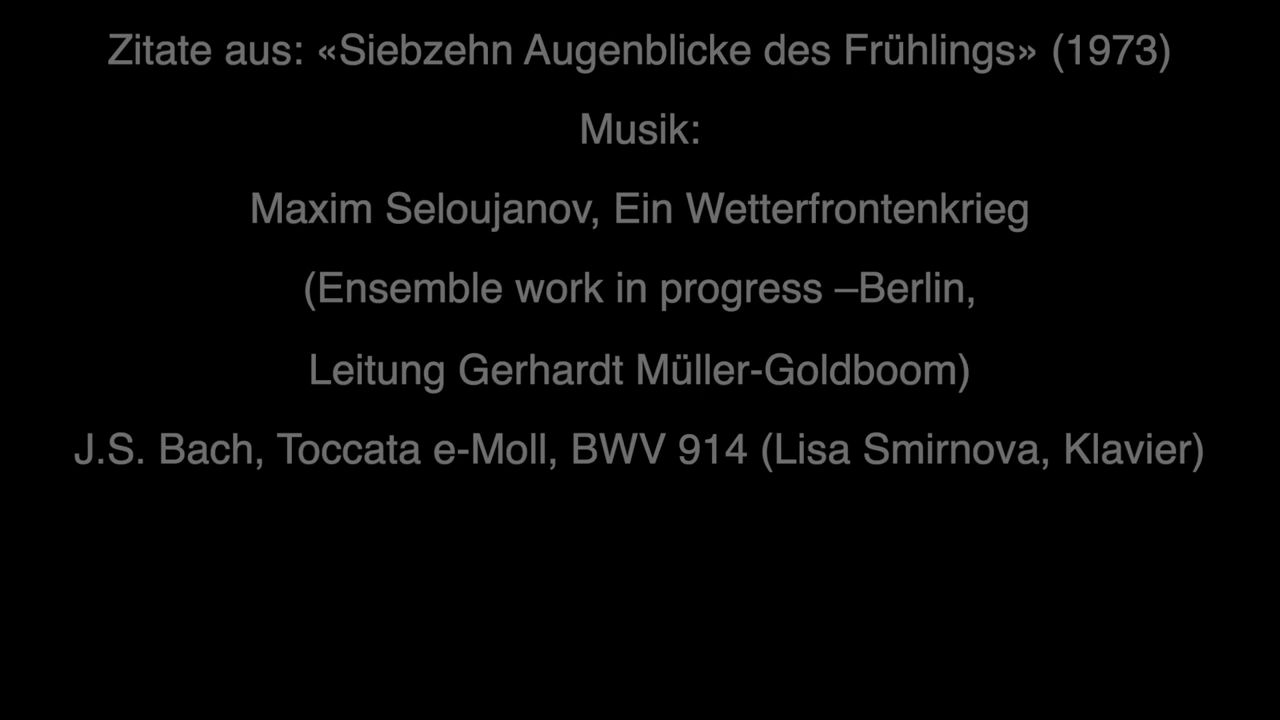 Zitate aus: «Siebzehn Augenblicke des Frühlings» (1973)
Musik:
Maxim Seloujanov, Ein Wetterfrontenkrieg
(Ensemble work in progress –Berlin,
Leitung Gerhardt Müller-Goldboom)
J.S. Bach, Toccata e-Moll, BWV 914 (Lisa Smirnova, Klavier)